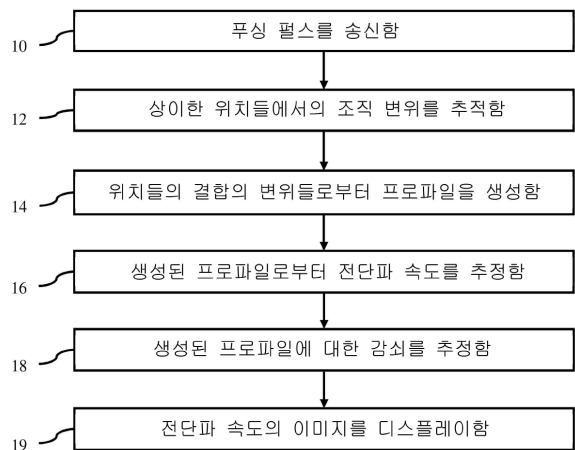 10 푸싱 펄스를 송신함
12 상이한 위치들에서의 조직 변위를 추적함
14 위치들의 결합의 변위들로부터 프로파일을 생성함
16 생성된 프로파일로부터 전단파 속도를 추정함
18 생성된 프로파일에 대한 감쇠를 추정함
19 전단파 속도의 이미지를 디스플레이함